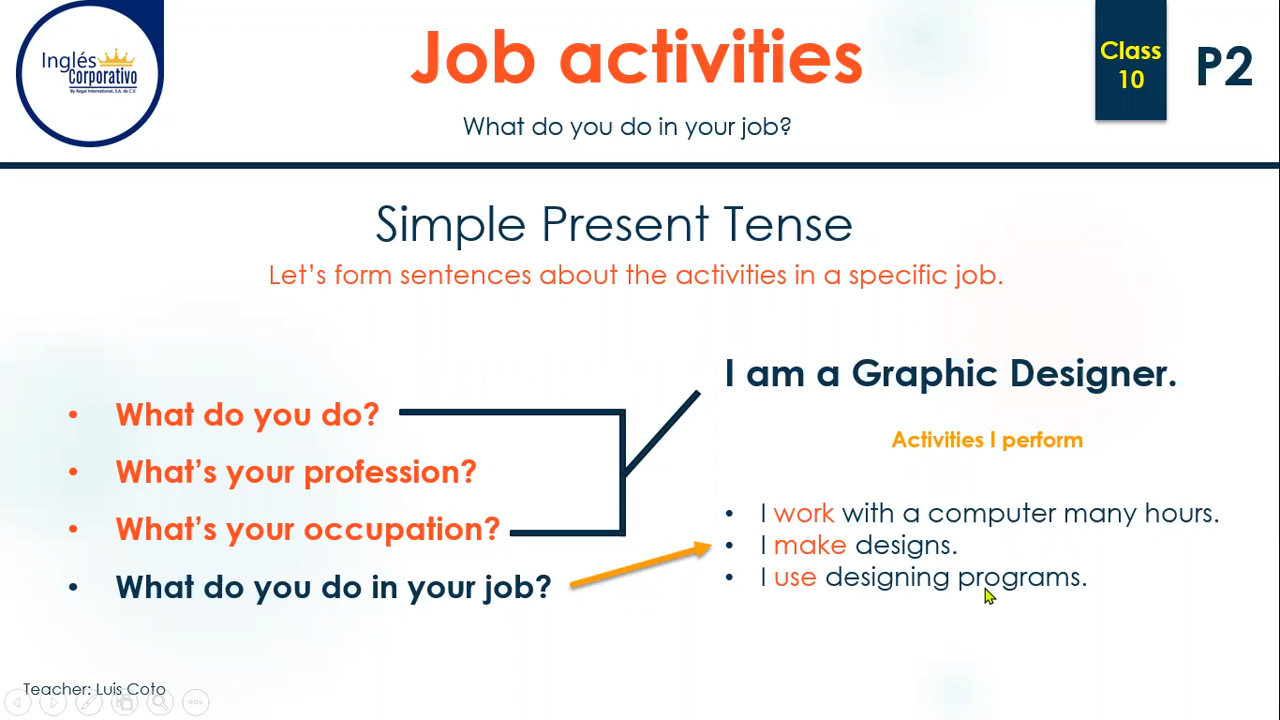 Inglés
Corporativo
By Regal International, S.A. de C.V.
Job activities
What do you do in your job?
Class
10
P2
Simple Present Tense
Let's form sentences about the activities in a specific job.
• What do you do?
• What's your profession?
• What's your occupation?
• What do you do in your job?
I am a Graphic Designer.
Activities I perform
• I work with a computer many hours.
• I make designs.
• I use designing programs.
Teacher: Luis Coto